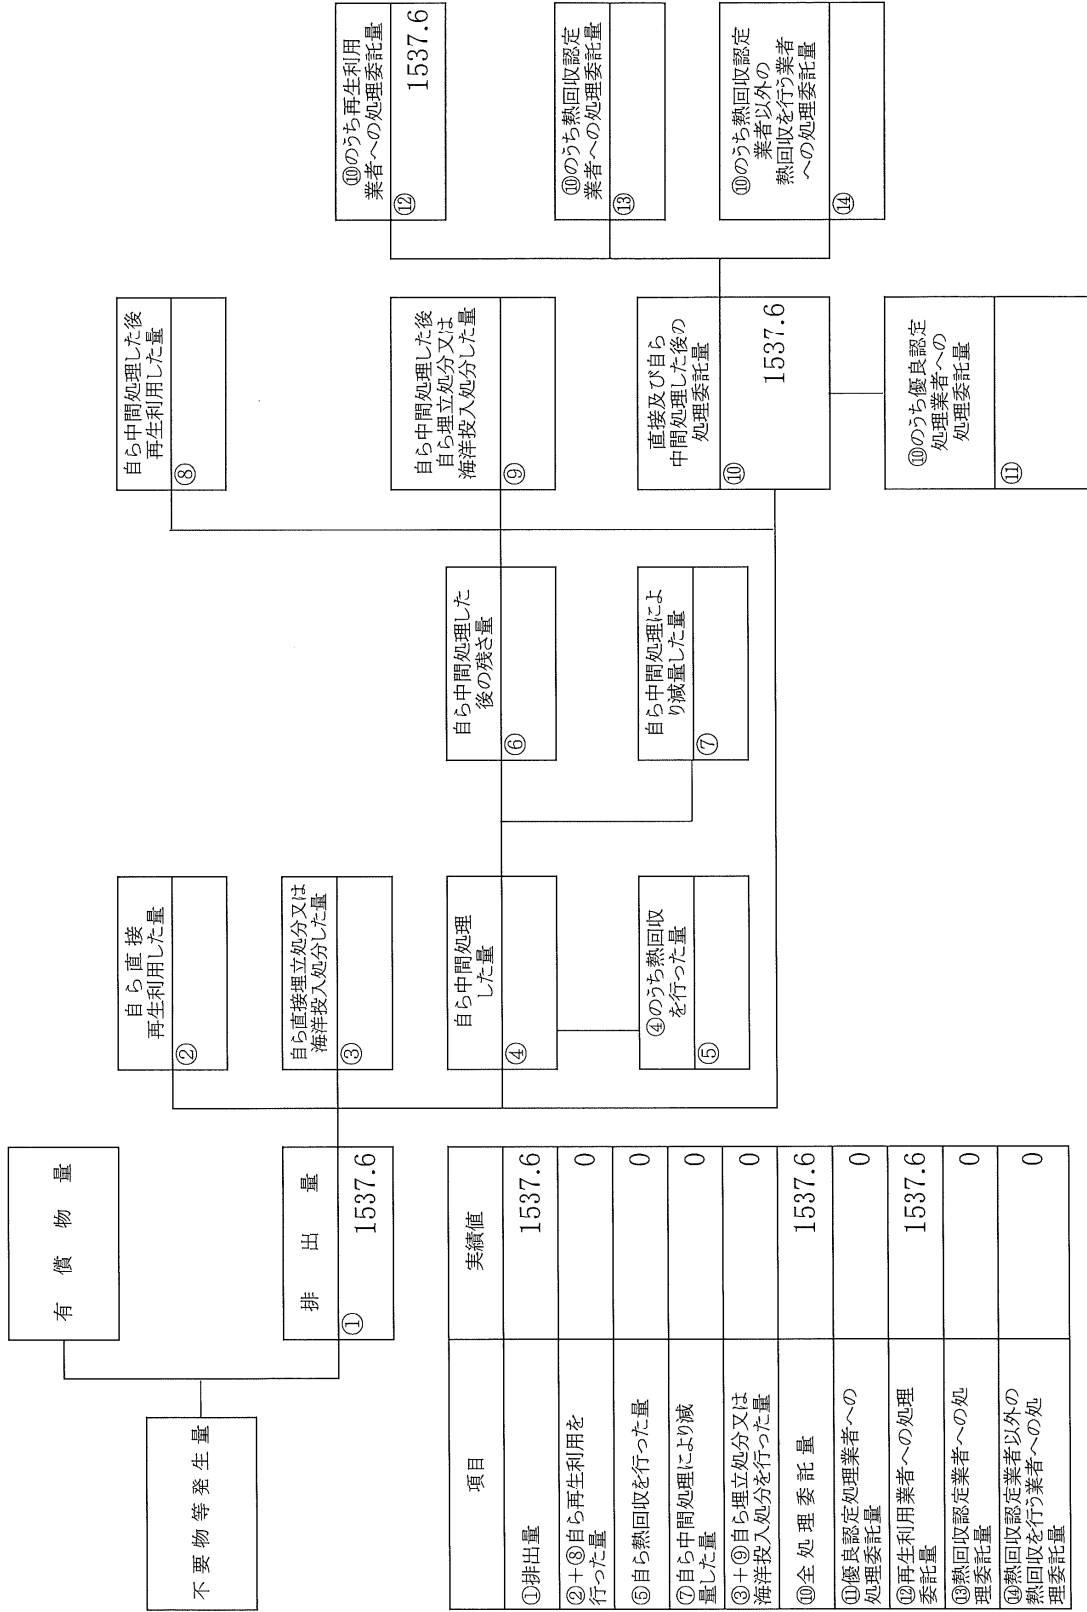 不要物等発生量
有償物量
排出量
①
1537.6
自ら直接
再生利用した量
②
自ら直接埋立処分又は
海洋投入処分した量
③
自ら中間処理
した量
④
④のうち熱回収
を行った量
⑤
自ら中間処理した
後の残さ量
⑥
自ら中間処理によ
り減量した量
⑦
自ら中間処理した後
再生利用した量
⑧
自ら中間処理した後
自ら埋立処分又は
海洋投入処分した量
⑨
直接及び自ら
中間処理した後の
処理委託量
⑩
1537.6
⑩のうち優良認定
処理業者への
処理委託量
⑪
⑩のうち再生利用
業者への処理委託量
⑫
1537.6
⑩のうち熱回収認定
業者への処理委託量
⑬
⑩のうち熱回収認定
業者以外の
熱回収を行う業者
への処理委託量
⑭
項目 実績値
①排出量 1537.6
②+⑧自ら再生利用を
行った量 0
⑤自ら熱回収を行った量 0
⑦自ら中間処理により減
量した量 0
③+⑨自ら埋立処分又は
海洋投入処分を行った量 0
⑩全処理委託量 1537.6
⑪優良認定処理業者への
処理委託量 0
⑫再生利用業者への処理
委託量 1537.6
⑬熱回収認定業者への処
理委託量 0
⑭熱回収認定業者以外の
熱回収を行う業者への処
理委託量 0